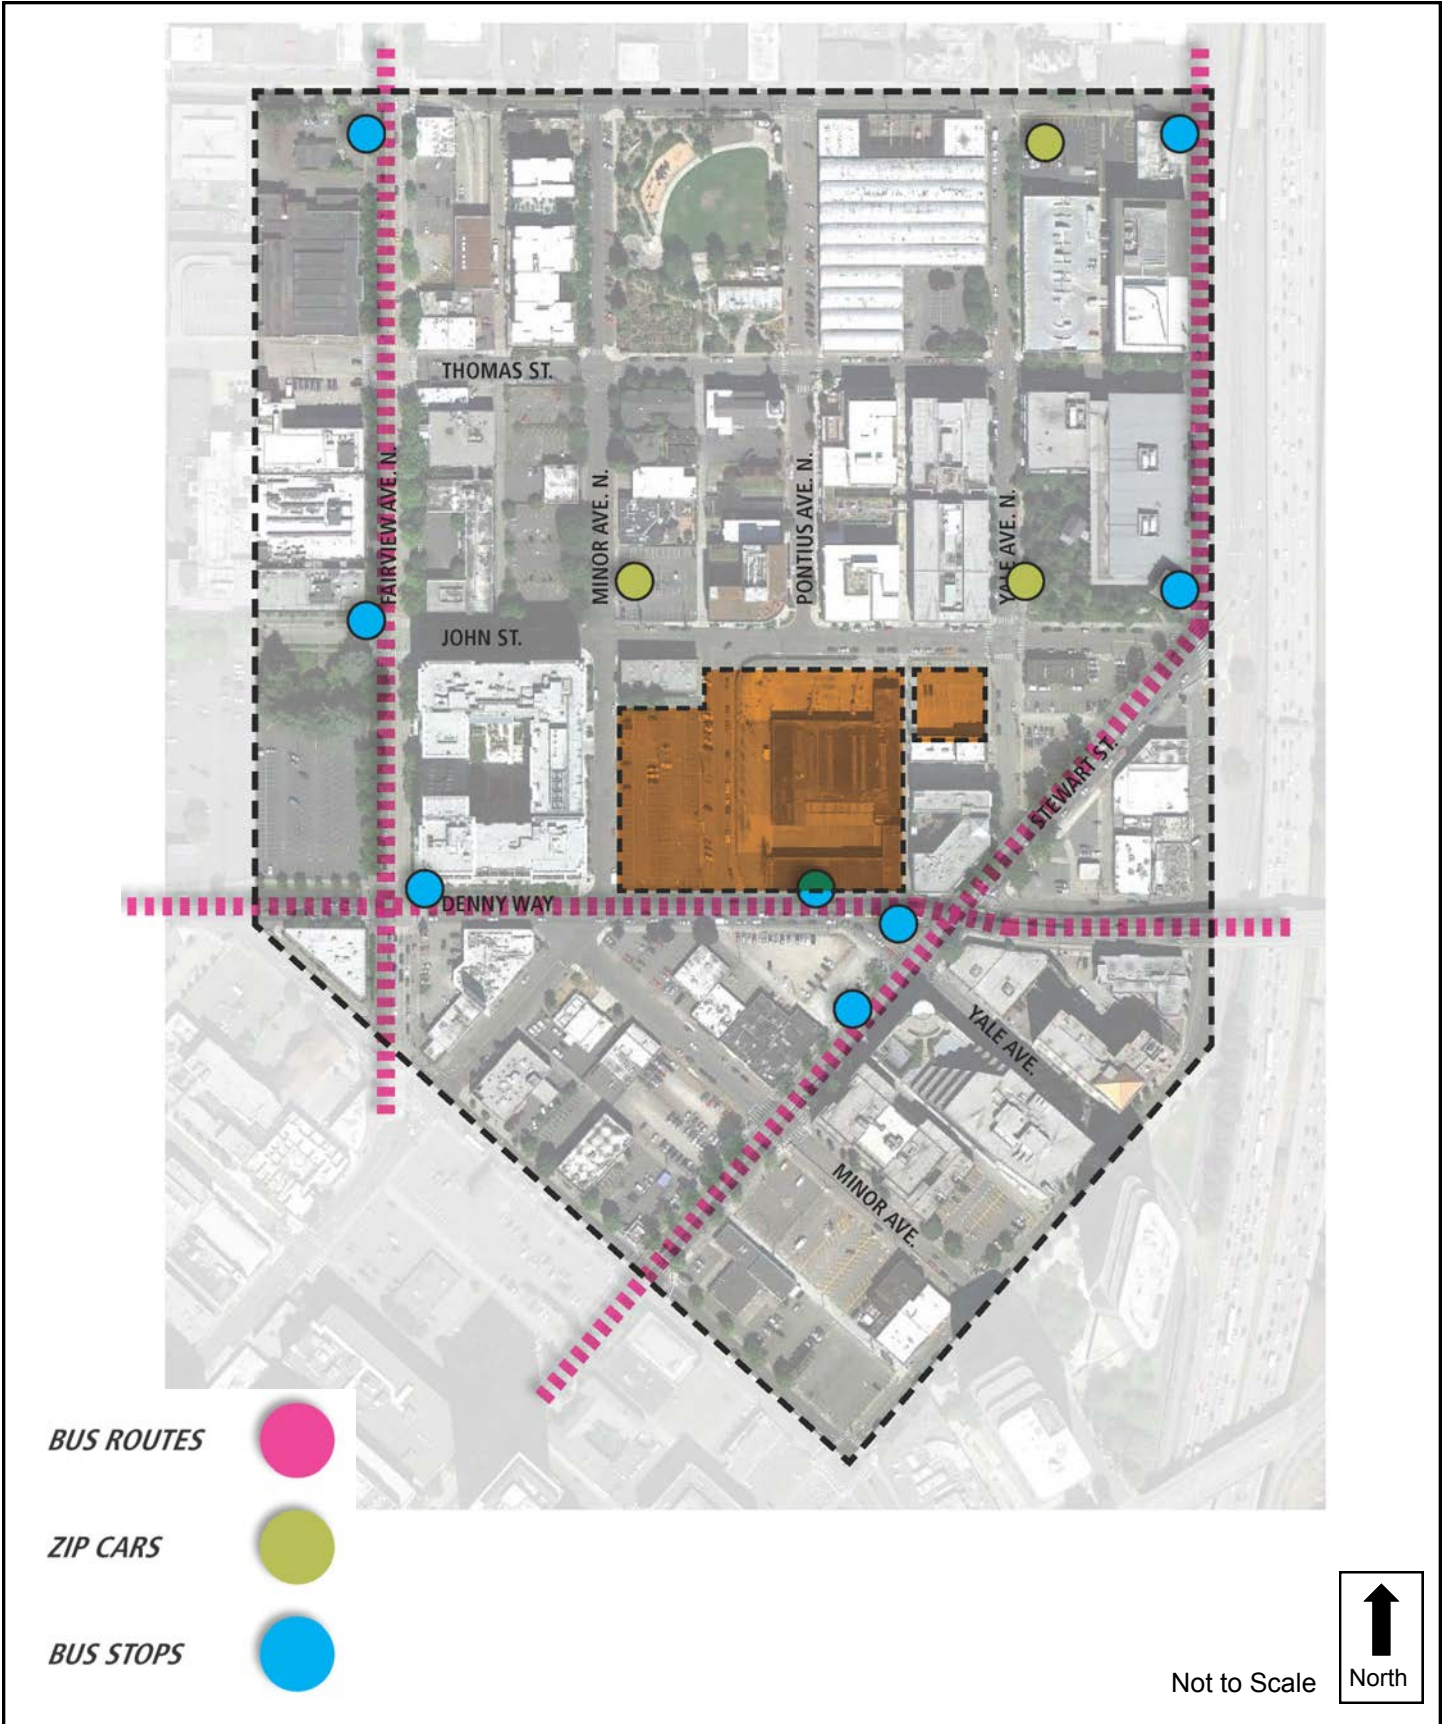 THOMAS ST.
FAIRVIEW AVE. N.
MINOR AVE. N.
PONTIUS AVE. N.
YALE AVE. N.
JOHN ST.
STEWART ST.
DENNY WAY
YALE AVE.
MINOR AVE.
BUS ROUTES
ZIP CARS
BUS STOPS
Not to Scale
North